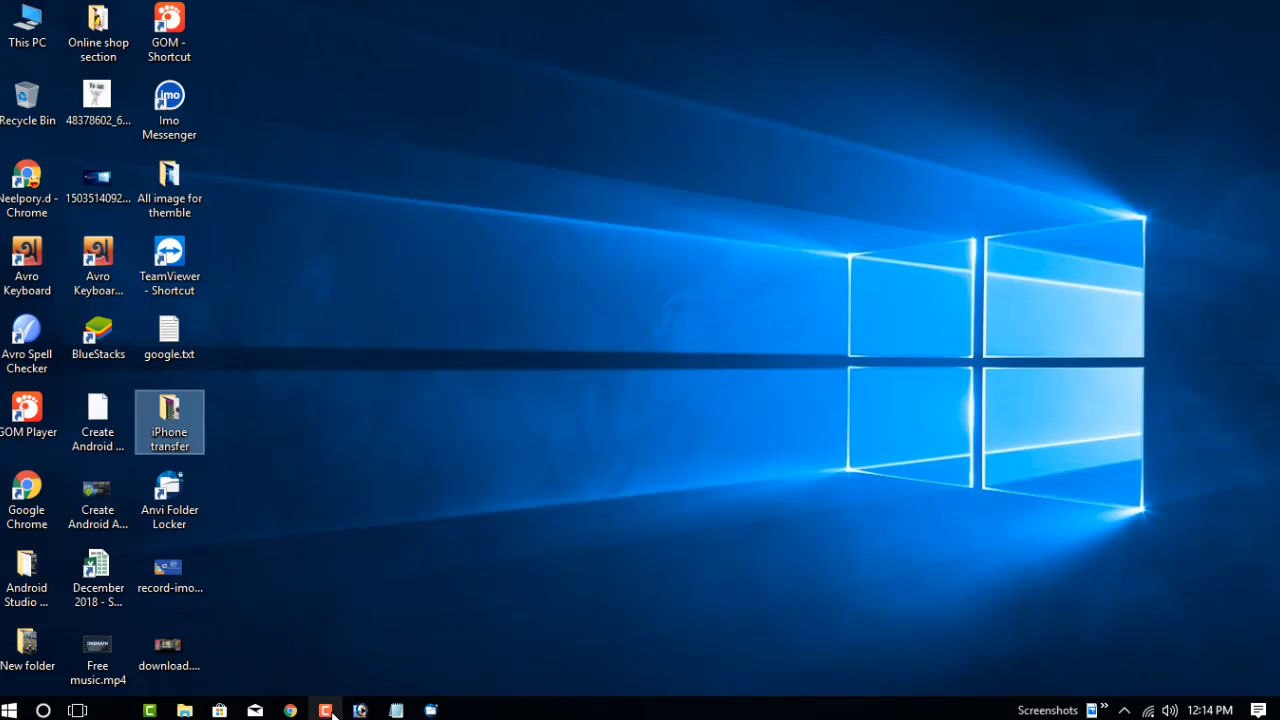 This PC
Online shop
section
GOM -
Shortcut
Recycle Bin
48378602_6...
imo
Imo
Messenger
Neelpory.d -
Chrome
1503514092...
All image for
themble
Avro
Keyboard
Avro
Keyboar...
TeamViewer
- Shortcut
Avro Spell
Checker
BlueStacks
google.txt
GOM Player
Create
Android ...
iPhone
transfer
Google
Chrome
Create
Android A...
Anvi Folder
Locker
Android
Studio ...
December
2018 - S...
record-imo...
New folder
Free
music.mp4
download....
Screenshots
12:14 PM